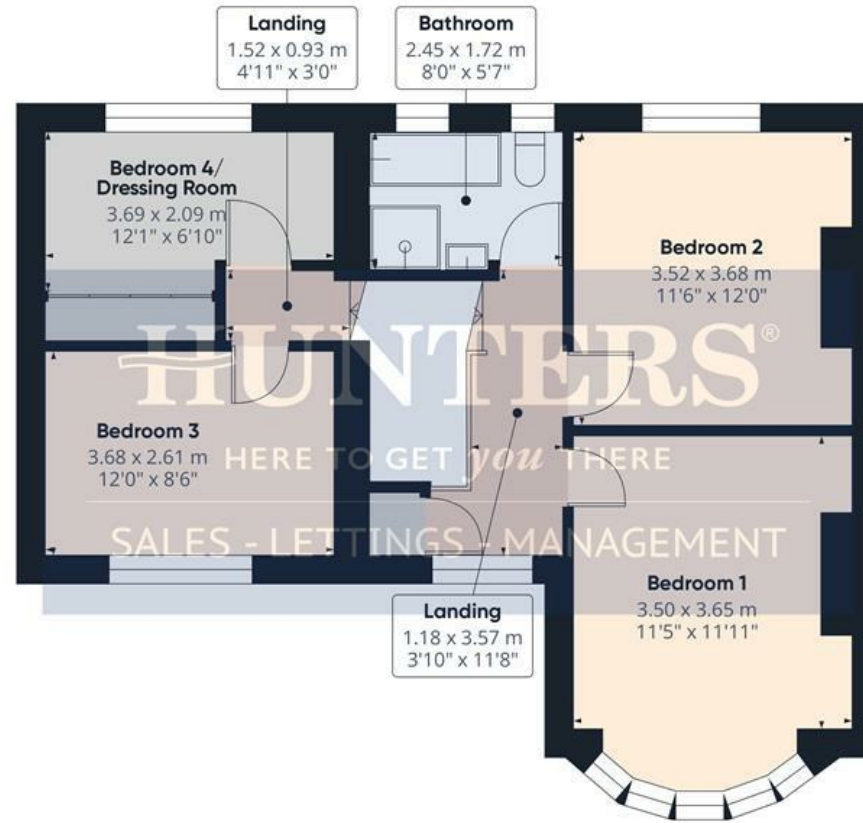 Landing
1.52 x 0.93 m
4'11" x 3'0"
Bathroom
2.45 x 1.72 m
8'0" x 5'7"
Bedroom 4/
Dressing Room
3.69 x 2.09 m
12'1" x 6'10"
Bedroom 2
3.52 x 3.68 m
11'6" x 12'0"
HUNTERS®
HERE TO GET you THERE
SALES - LETTINGS - MANAGEMENT
Bedroom 3
3.68 x 2.61 m
12'0" x 8'6"
Bedroom 1
3.50 x 3.65 m
11'5" x 11'11"
Landing
1.18 x 3.57 m
3'10" x 11'8"